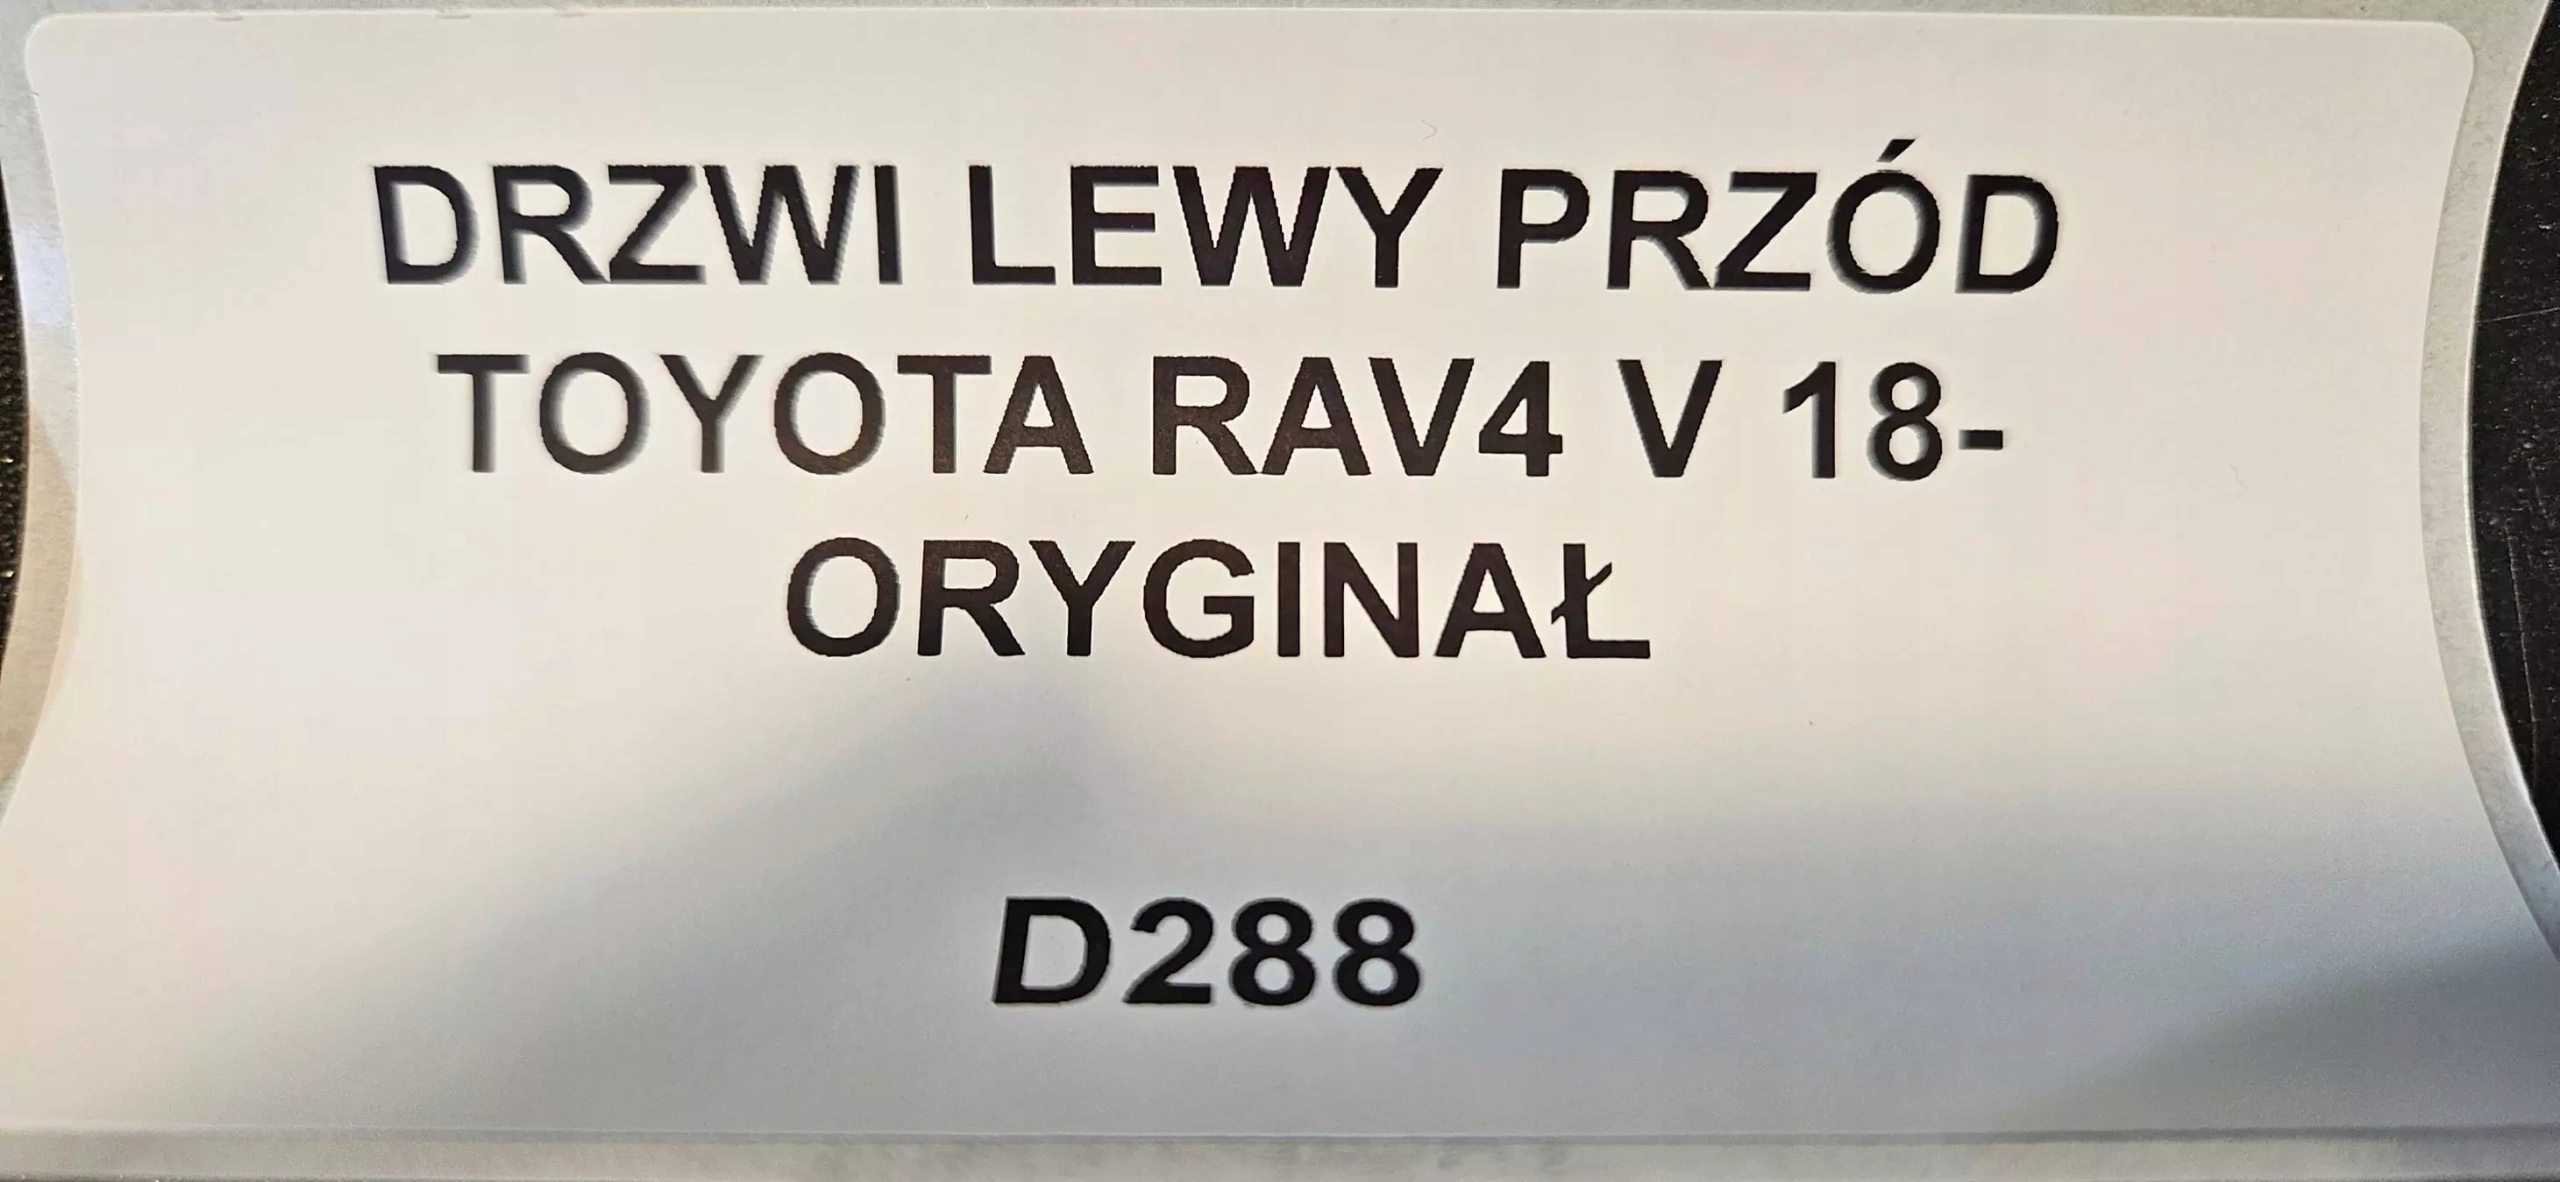 DRZWI LEWY PRZÓD
TOYOTA RAV4 V 18-
ORYGINAŁ
D288